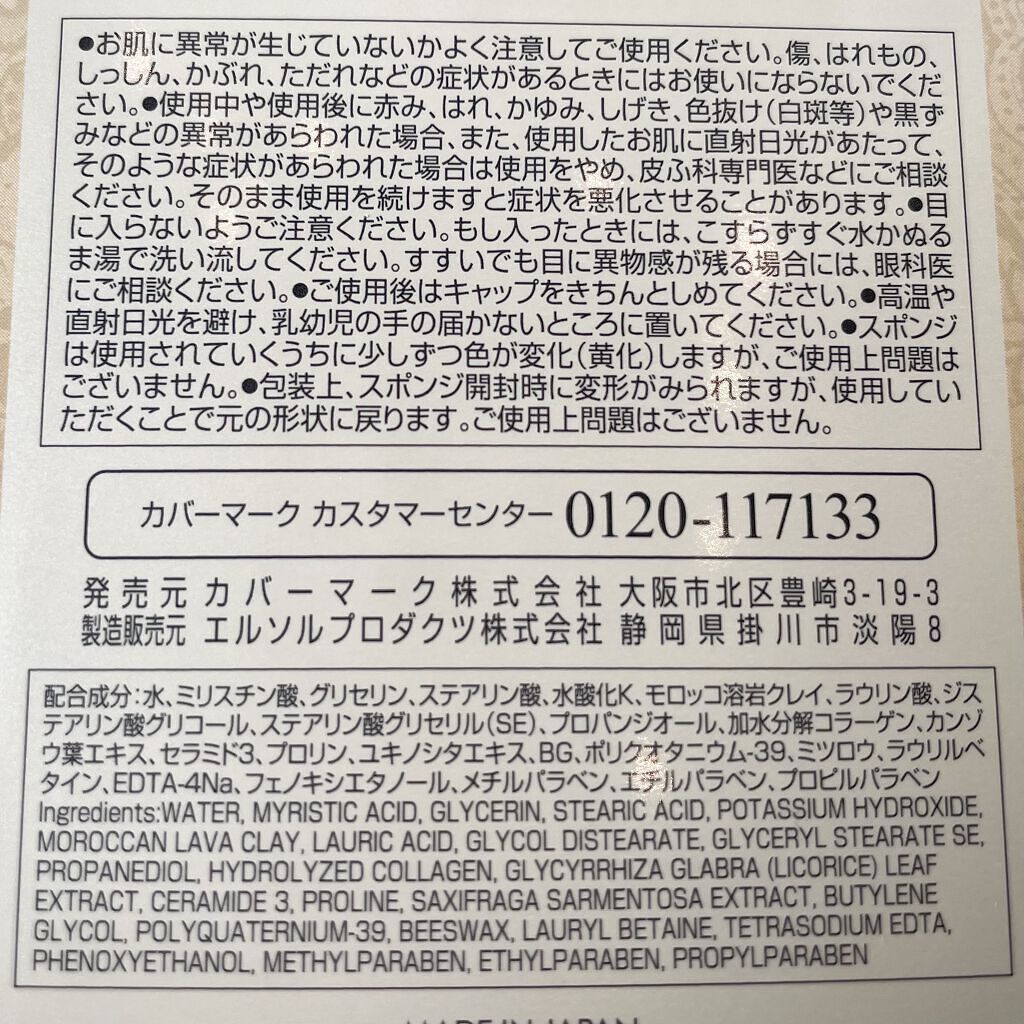 ●お肌に異常が生じていないかよく注意してご使用ください。傷、はれもの、
しっしん、かぶれ、ただれなどの症状があるときにはお使いにならないでくだ
さい。●使用中や使用後に赤み、はれ、かゆみ、しげき、色抜け(白斑等)や黒ず
みなどの異常があらわれた場合、また、使用したお肌に直射日光があたって、
そのような症状があらわれた場合は使用をやめ、皮ふ科専門医などにご相談
ください。そのまま使用を続けますと症状を悪化させることがあります。●目
に入らないようご注意ください。もし入ったときには、こすらずすぐ水かぬる
ま湯で洗い流してください。すすいでも目に異物感が残る場合には、眼科医
にご相談ください。●ご使用後はキャップをきちんとしめてください。●高温や
直射日光を避け、乳幼児の手の届かないところに置いてください。●スポンジ
は使用されていくうちに少しずつ色が変化(黄化)しますが、ご使用上問題は
ございません。●包装上、スポンジ開封時に変形がみられますが、使用してい
ただくことで元の形状に戻ります。ご使用上問題はございません。
カバーマーク カスタマーセンター 0120-117133
発売元 カバーマーク株式会社 大阪市北区豊崎3-19-3
製造販売元 エルソルプロダクツ株式会社 静岡県掛川市淡陽8
配合成分:水、ミリスチン酸、グリセリン、ステアリン酸、水酸化K、モロッコ溶岩クレイ、ラウリン酸、ジス
テアリン酸グリコール、ステアリン酸グリセリル(SE)、プロパンジオール、加水分解コラーゲン、カンゾ
ウ葉エキス、セラミド3、プロリン、ユキノシタエキス、BG、ポリクオタニウム-39、ミツロウ、ラウリルベ
タイン、EDTA-4Na、フェノキシエタノール、メチルパラベン、エチルパラベン、プロピルパラベン
Ingredients:WATER, MYRISTIC ACID, GLYCERIN, STEARIC ACID, POTASSIUM HYDROXIDE,
MOROCCAN LAVA CLAY, LAURIC ACID, GLYCOL DISTEARATE, GLYCERYL STEARATE SE,
PROPANEDIOL, HYDROLYZED COLLAGEN, GLYCYRRHIZA GLABRA (LICORICE) LEAF
EXTRACT, CERAMIDE 3, PROLINE, SAXIFRAGA SARMENTOSA EXTRACT, BUTYLENE
GLYCOL, POLYQUATERNIUM-39, BEESWAX, LAURYL BETAINE, TETRASODIUM EDTA,
PHENOXYETHANOL, METHYLPARABEN, ETHYLPARABEN, PROPYLPARABEN
MADE IN JAPAN